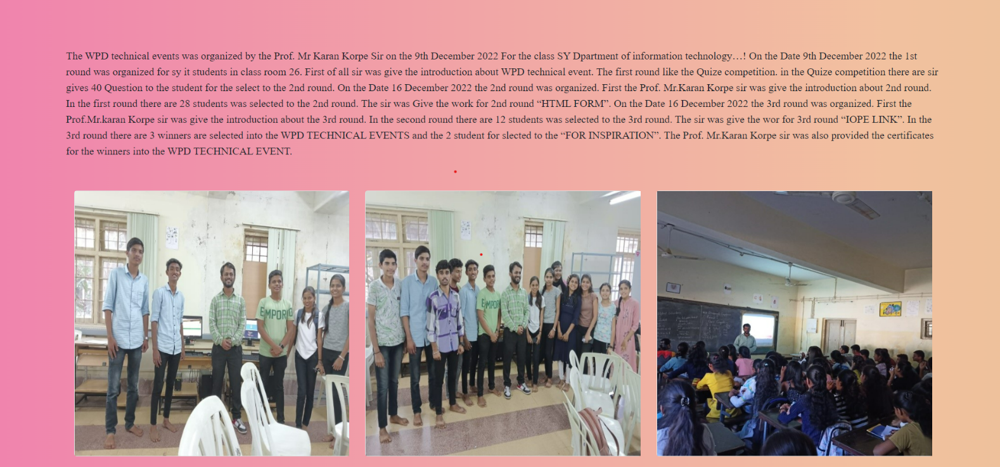 The WPD technical events was organized by the Prof. Mr Karan Korpe Sir on the 9th December 2022 For the class SY Dpartment of information technology…! On the Date 9th December 2022 the 1st
round was organized for sy it students in class room 26. First of all sir was give the introduction about WPD technical event. The first round like the Quize competition. in the Quize competition there are sir
gives 40 Question to the student for the select to the 2nd round. On the Date 16 December 2022 the 2nd round was organized. First the Prof. Mr.Karan Korpe sir was give the introduction about 2nd round.
In the first round there are 28 students was selected to the 2nd round. The sir was Give the work for 2nd round “HTML FORM”. On the Date 16 December 2022 the 3rd round was organized. First the
Prof.Mr.karan Korpe sir was give the introduction about the 3rd round. In the second round there are 12 students was selected to the 3rd round. The sir was give the wor for 3rd round “IOPE LINK”. In the
3rd round there are 3 winners are selected into the WPD TECHNICAL EVENTS and the 2 student for slected to the “FOR INSPIRATION”. The Prof. Mr.Karan Korpe sir was also provided the certificates
for the winners into the WPD TECHNICAL EVENT.
EMPORIO
EMPORI